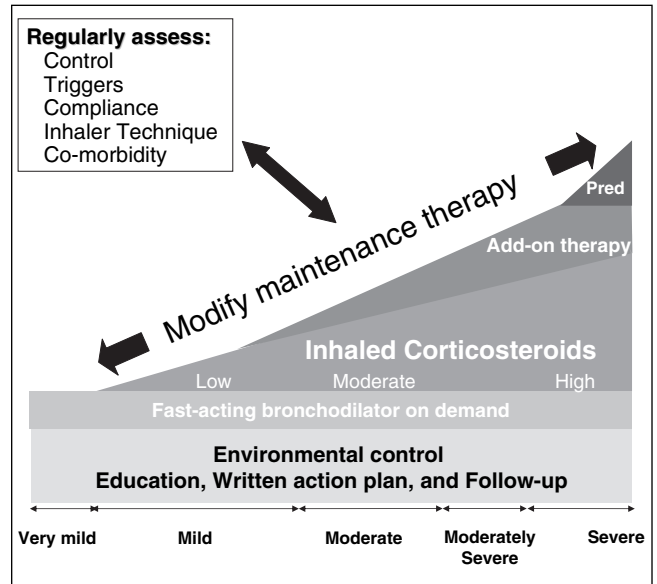 Regularly assess:
Control
Triggers
Compliance
Inhaler Technique
Co-morbidity
Modify maintenance therapy
Pred
Add-on therapy
Inhaled Corticosteroids
Low Moderate High
Fast-acting bronchodilator on demand
Environmental control
Education, Written action plan, and Follow-up
Very mild Mild Moderate Moderately Severe
Severe